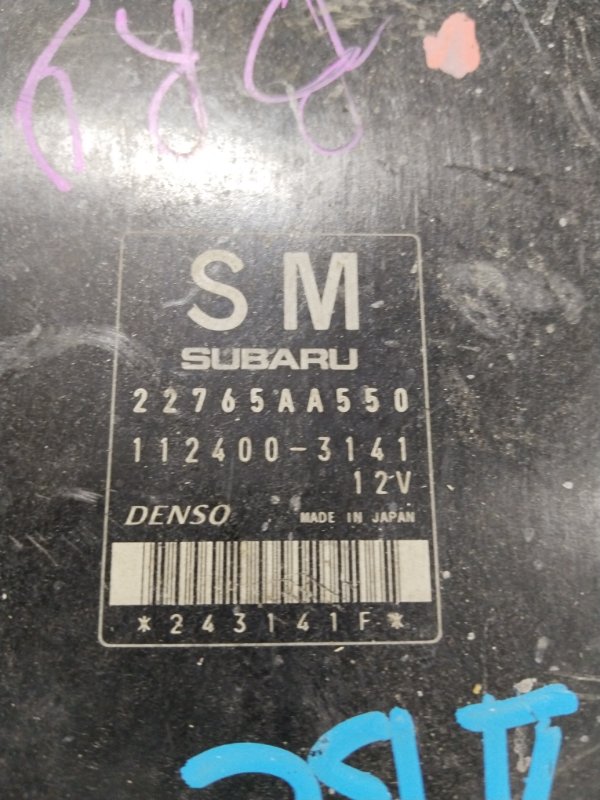 S M
SUBARU
22765AA550
112400-3141
12V
DENSO MADE IN JAPAN
*243141F*